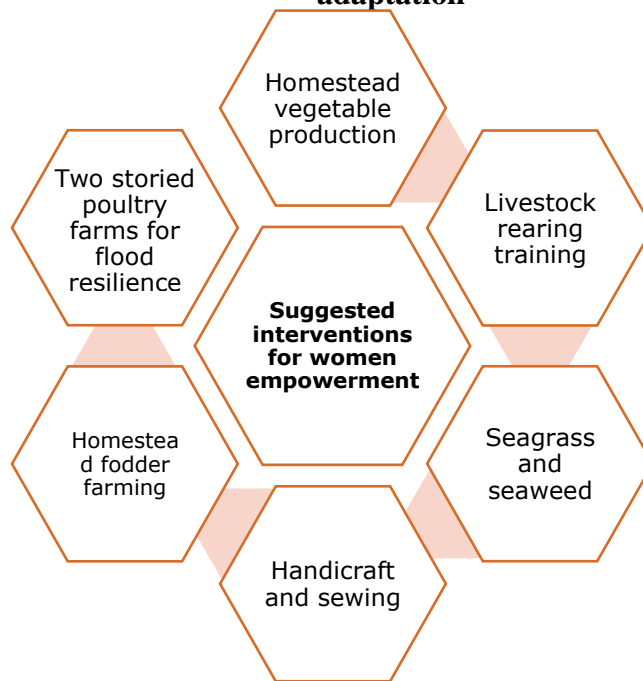 adaptation
Homestead
vegetable
production
Livestock
rearing
training
Seagrass
and
seaweed
Handicraft
and sewing
Homestea
d fodder
farming
Two storied
poultry
farms for
flood
resilience
Suggested
interventions
for women
empowerment